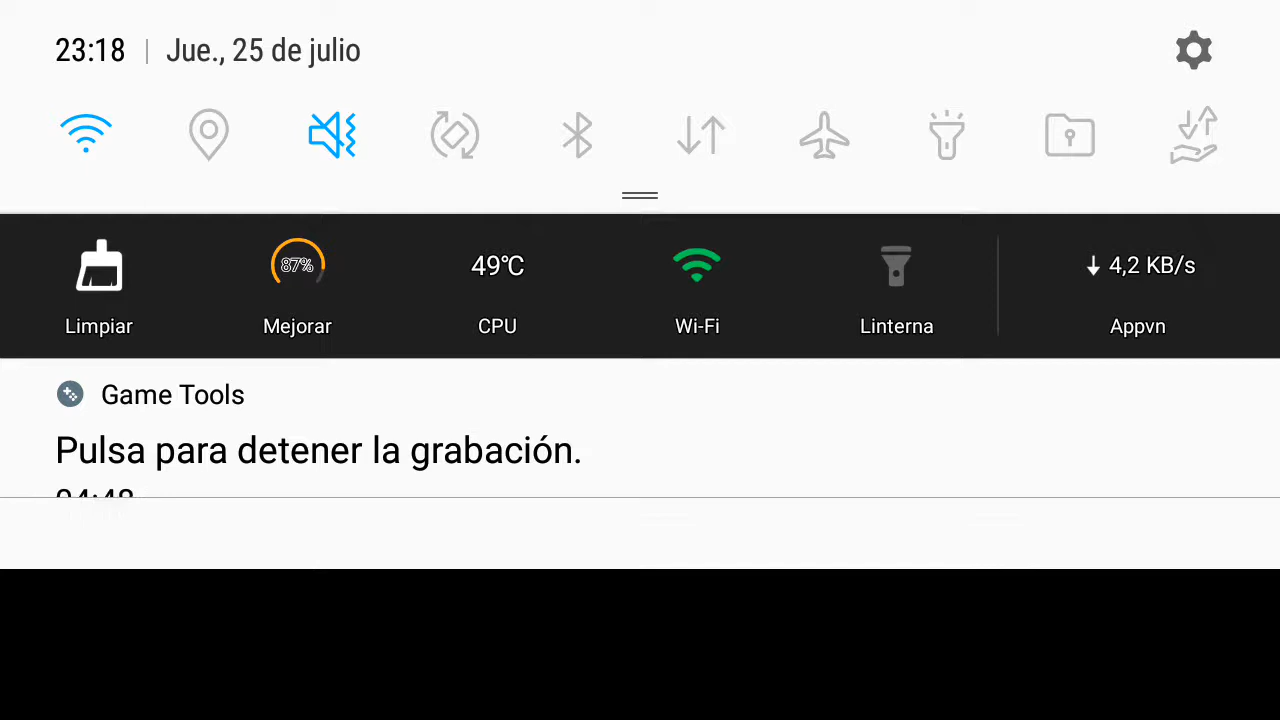 23:18 | Jue., 25 de julio
87% 49℃ 4,2 KB/s
Limpiar Mejorar CPU Wi-Fi Linterna Appvn
Game Tools
Pulsa para detener la grabación.